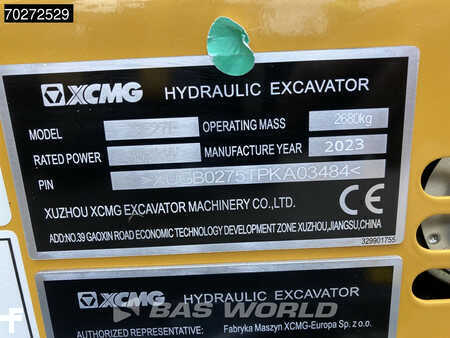 70272529
XCMG HYDRAULIC EXCAVATOR
MODEL OPERATING MASS 2680kg
RATED POWER MANUFACTURE YEAR 2023
PIN >XUGB0275TPKA03484<
XUZHOU XCMG EXCAVATOR MACHINERY CO.,LTD. CE
ADD:NO.39 GAOXIN ROAD ECONOMIC TECHNOLOGY DEVELOPMENT ZONE XUZHOU,JIANGSU,CHINA
329901755
XCMG HYDRAULIC EXCAVATOR
BAS WORLD
AUTHORIZED REPRESENTATIVE: Fabryka Maszyn XCMG-Europa Sp. z o.o.